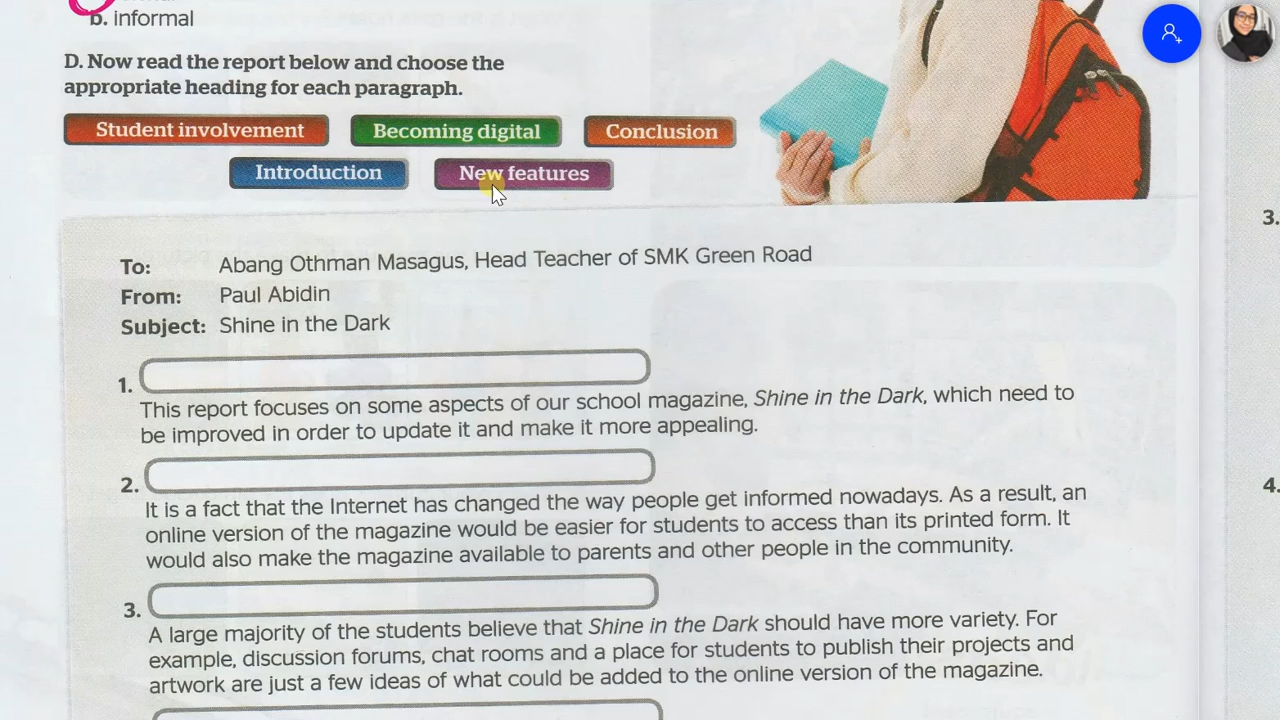 b. informal
D. Now read the report below and choose the
appropriate heading for each paragraph.
Student involvement Becoming digital Conclusion
Introduction New features
To: Abang Othman Masagus, Head Teacher of SMK Green Road
From: Paul Abidin
Subject: Shine in the Dark
1.
This report focuses on some aspects of our school magazine, Shine in the Dark, which need to
be improved in order to update it and make it more appealing.
2.
It is a fact that the Internet has changed the way people get informed nowadays. As a result, an
online version of the magazine would be easier for students to access than its printed form. It
would also make the magazine available to parents and other people in the community.
3.
A large majority of the students believe that Shine in the Dark should have more variety. For
example, discussion forums, chat rooms and a place for students to publish their projects and
artwork are just a few ideas of what could be added to the online version of the magazine.
3.
4.